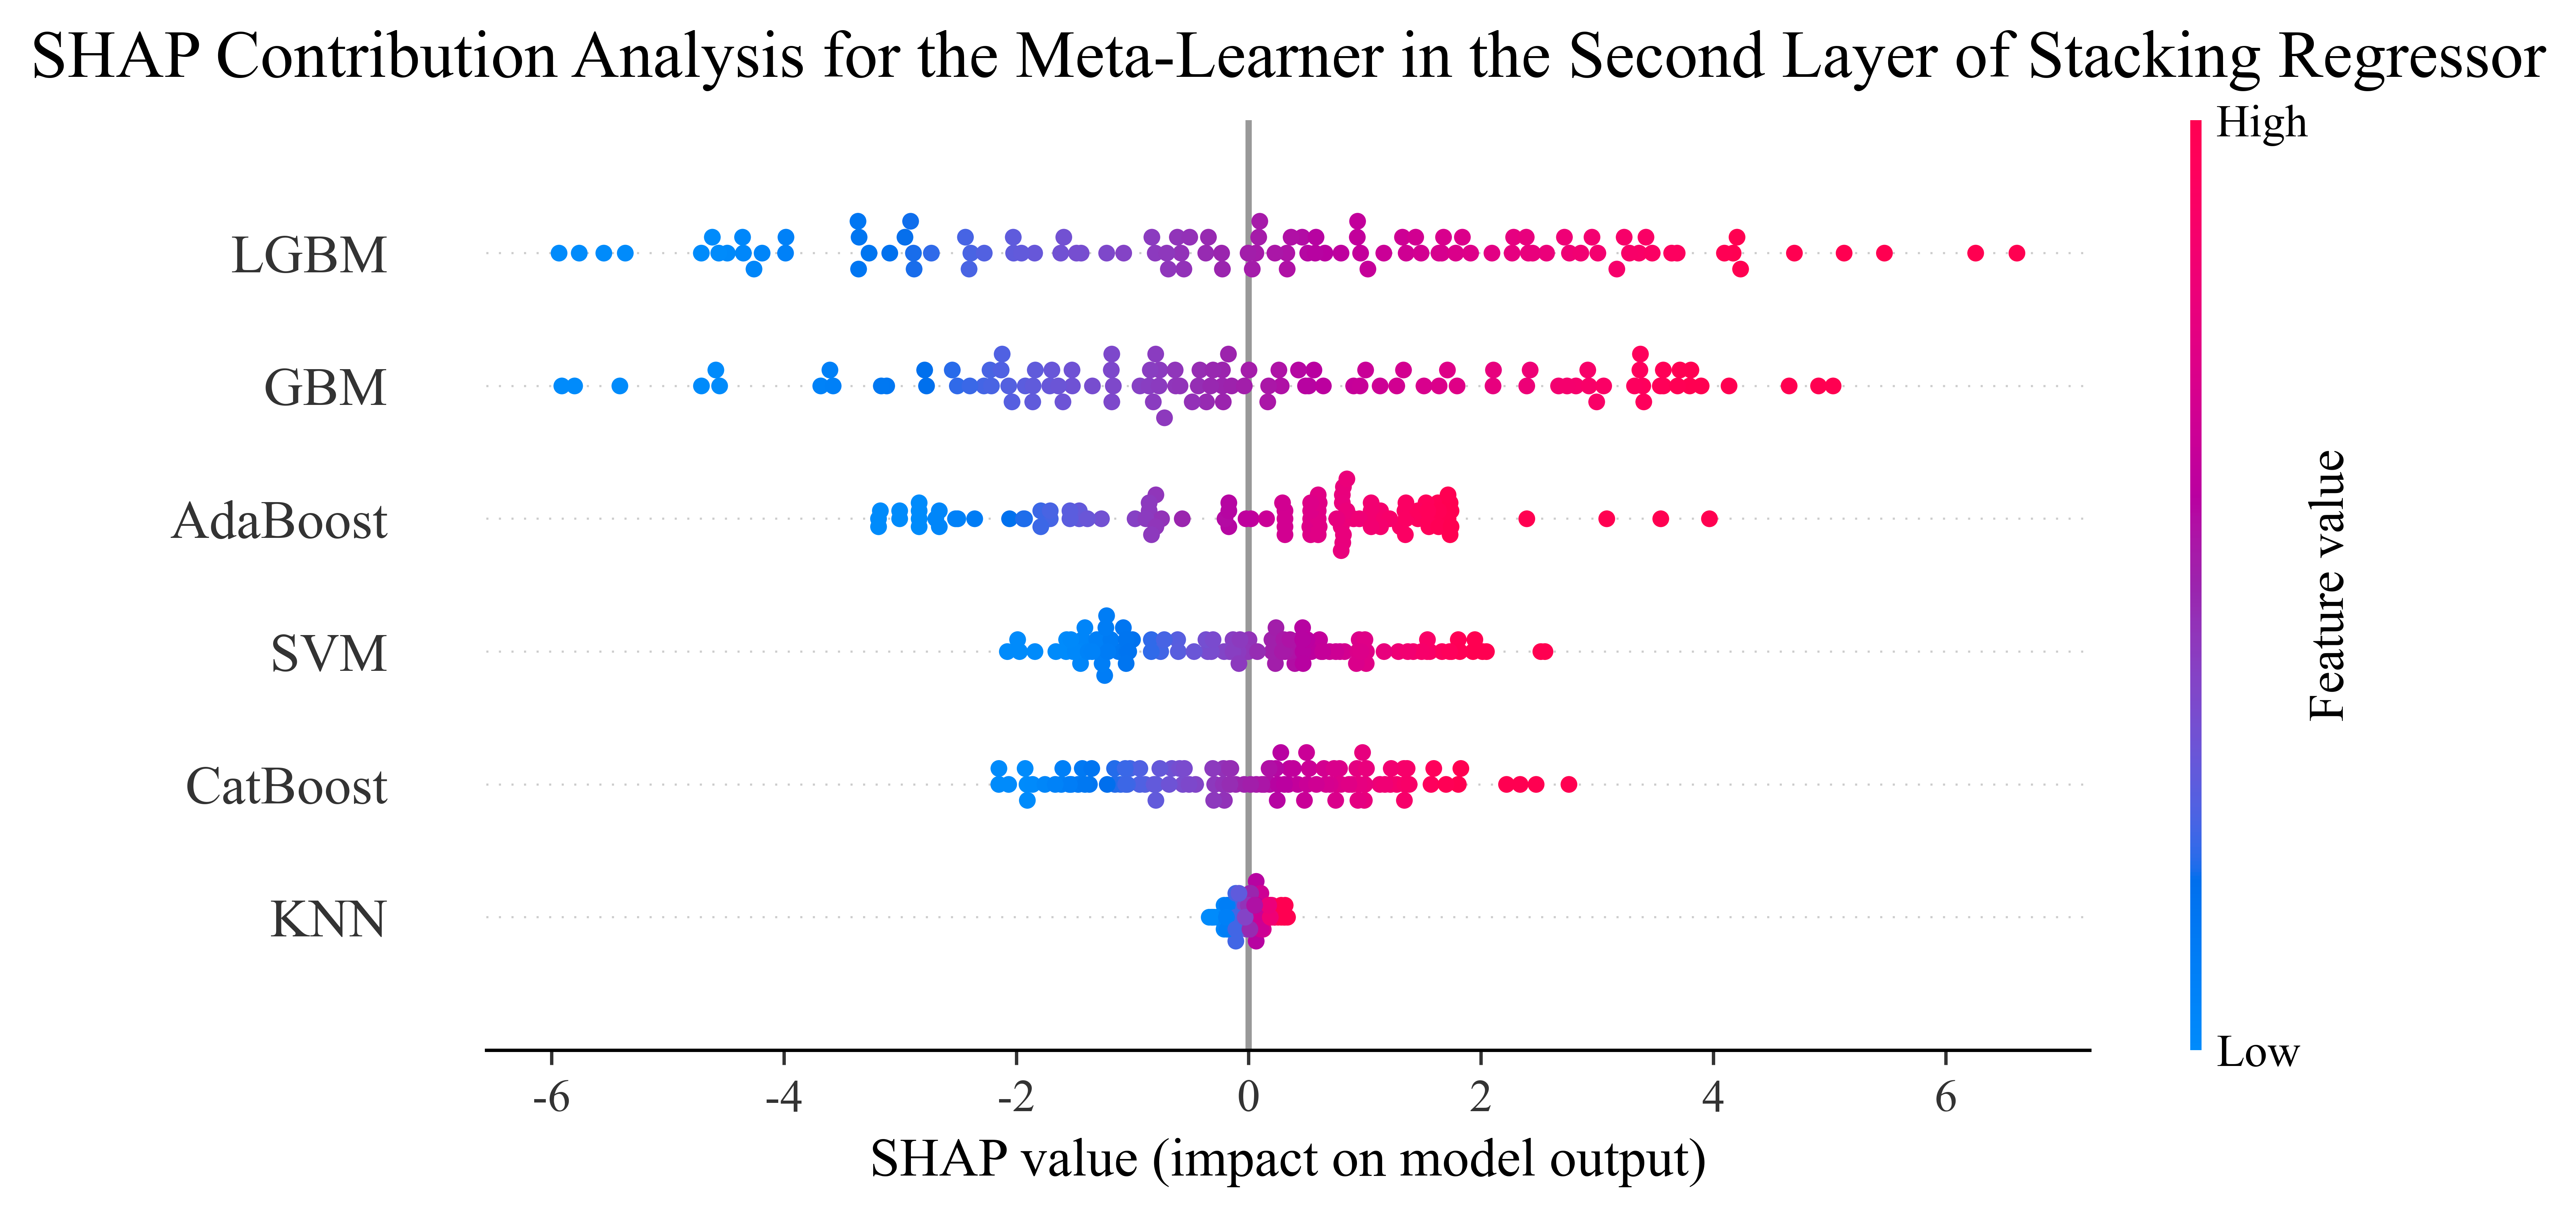 SHAP Contribution Analysis for the Meta-Learner in the Second Layer of Stacking Regressor
High
LGBM
GBM
AdaBoost
SVM
CatBoost
KNN
Feature value
Low
-6 -4 -2 0 2 4 6
SHAP value (impact on model output)